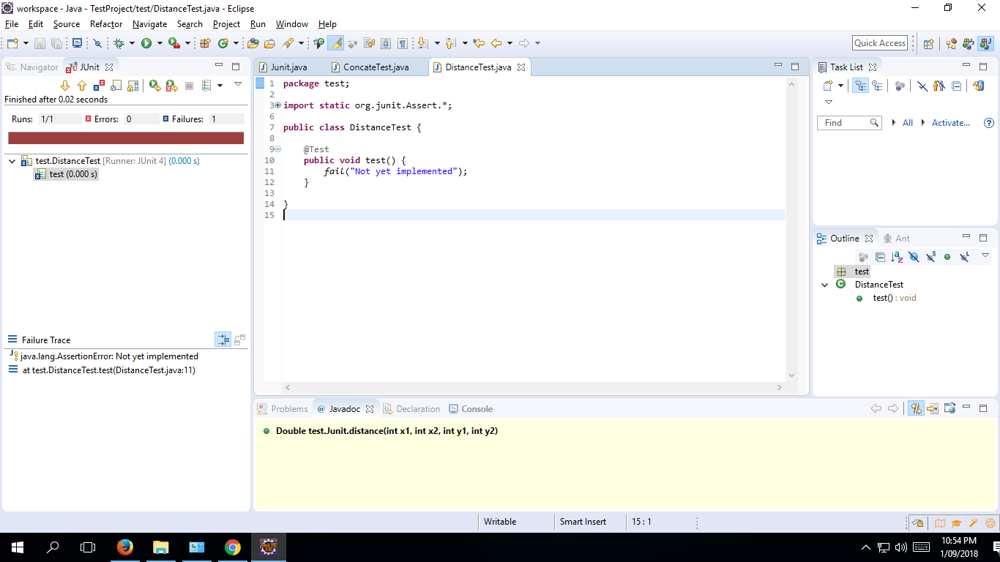 workspace - Java - TestProject/test/DistanceTest.java - Eclipse
File Edit Source Refactor Navigate Search Project Run Window Help
Quick Access
Navigator JUnit
Finished after 0.02 seconds
Runs: 1/1 Errors: 0 Failures: 1
test.DistanceTest [Runner: JUnit 4] (0.000 s)
test (0.000 s)
Failure Trace
java.lang.AssertionError: Not yet implemented
at test.DistanceTest.test(DistanceTest.java:11)
Junit.java ConcateTest.java DistanceTest.java
1 package test;
2
3 import static org.junit.Assert.*;
6
7 public class DistanceTest {
8
9 @Test
10 public void test() {
11 fail("Not yet implemented");
12 }
13
14 }
15
Task List
Find All Activate...
Outline Ant
test
DistanceTest
test() : void
Problems @ Javadoc Declaration Console
Double test.Junit.distance(int x1, int x2, int y1, int y2)
Writable Smart Insert 15 : 1
Java EE
IDE
10:54 PM
1/09/2018